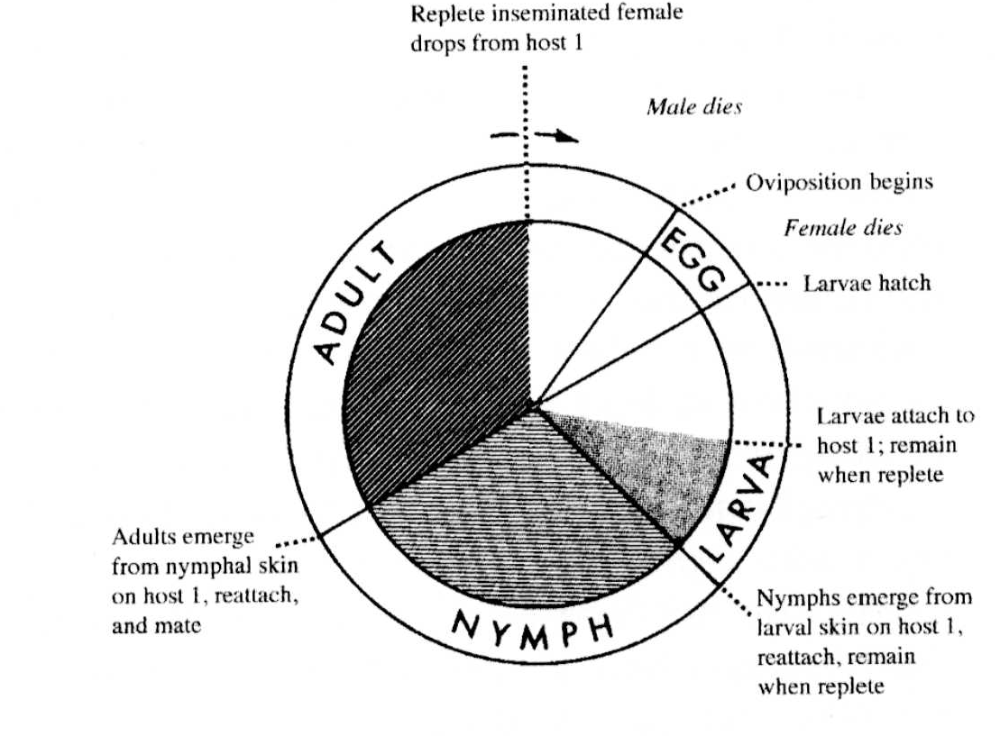 Replete inseminated female
drops from host 1
Male dies
Oviposition begins
Female dies
EGG
Larvae hatch
ADULT
Larvae attach to
host 1; remain
when replete
LARVA
Adults emerge
from nymphal skin
on host 1, reattach,
and mate
NYMPH
Nymphs emerge from
larval skin on host 1,
reattach, remain
when replete